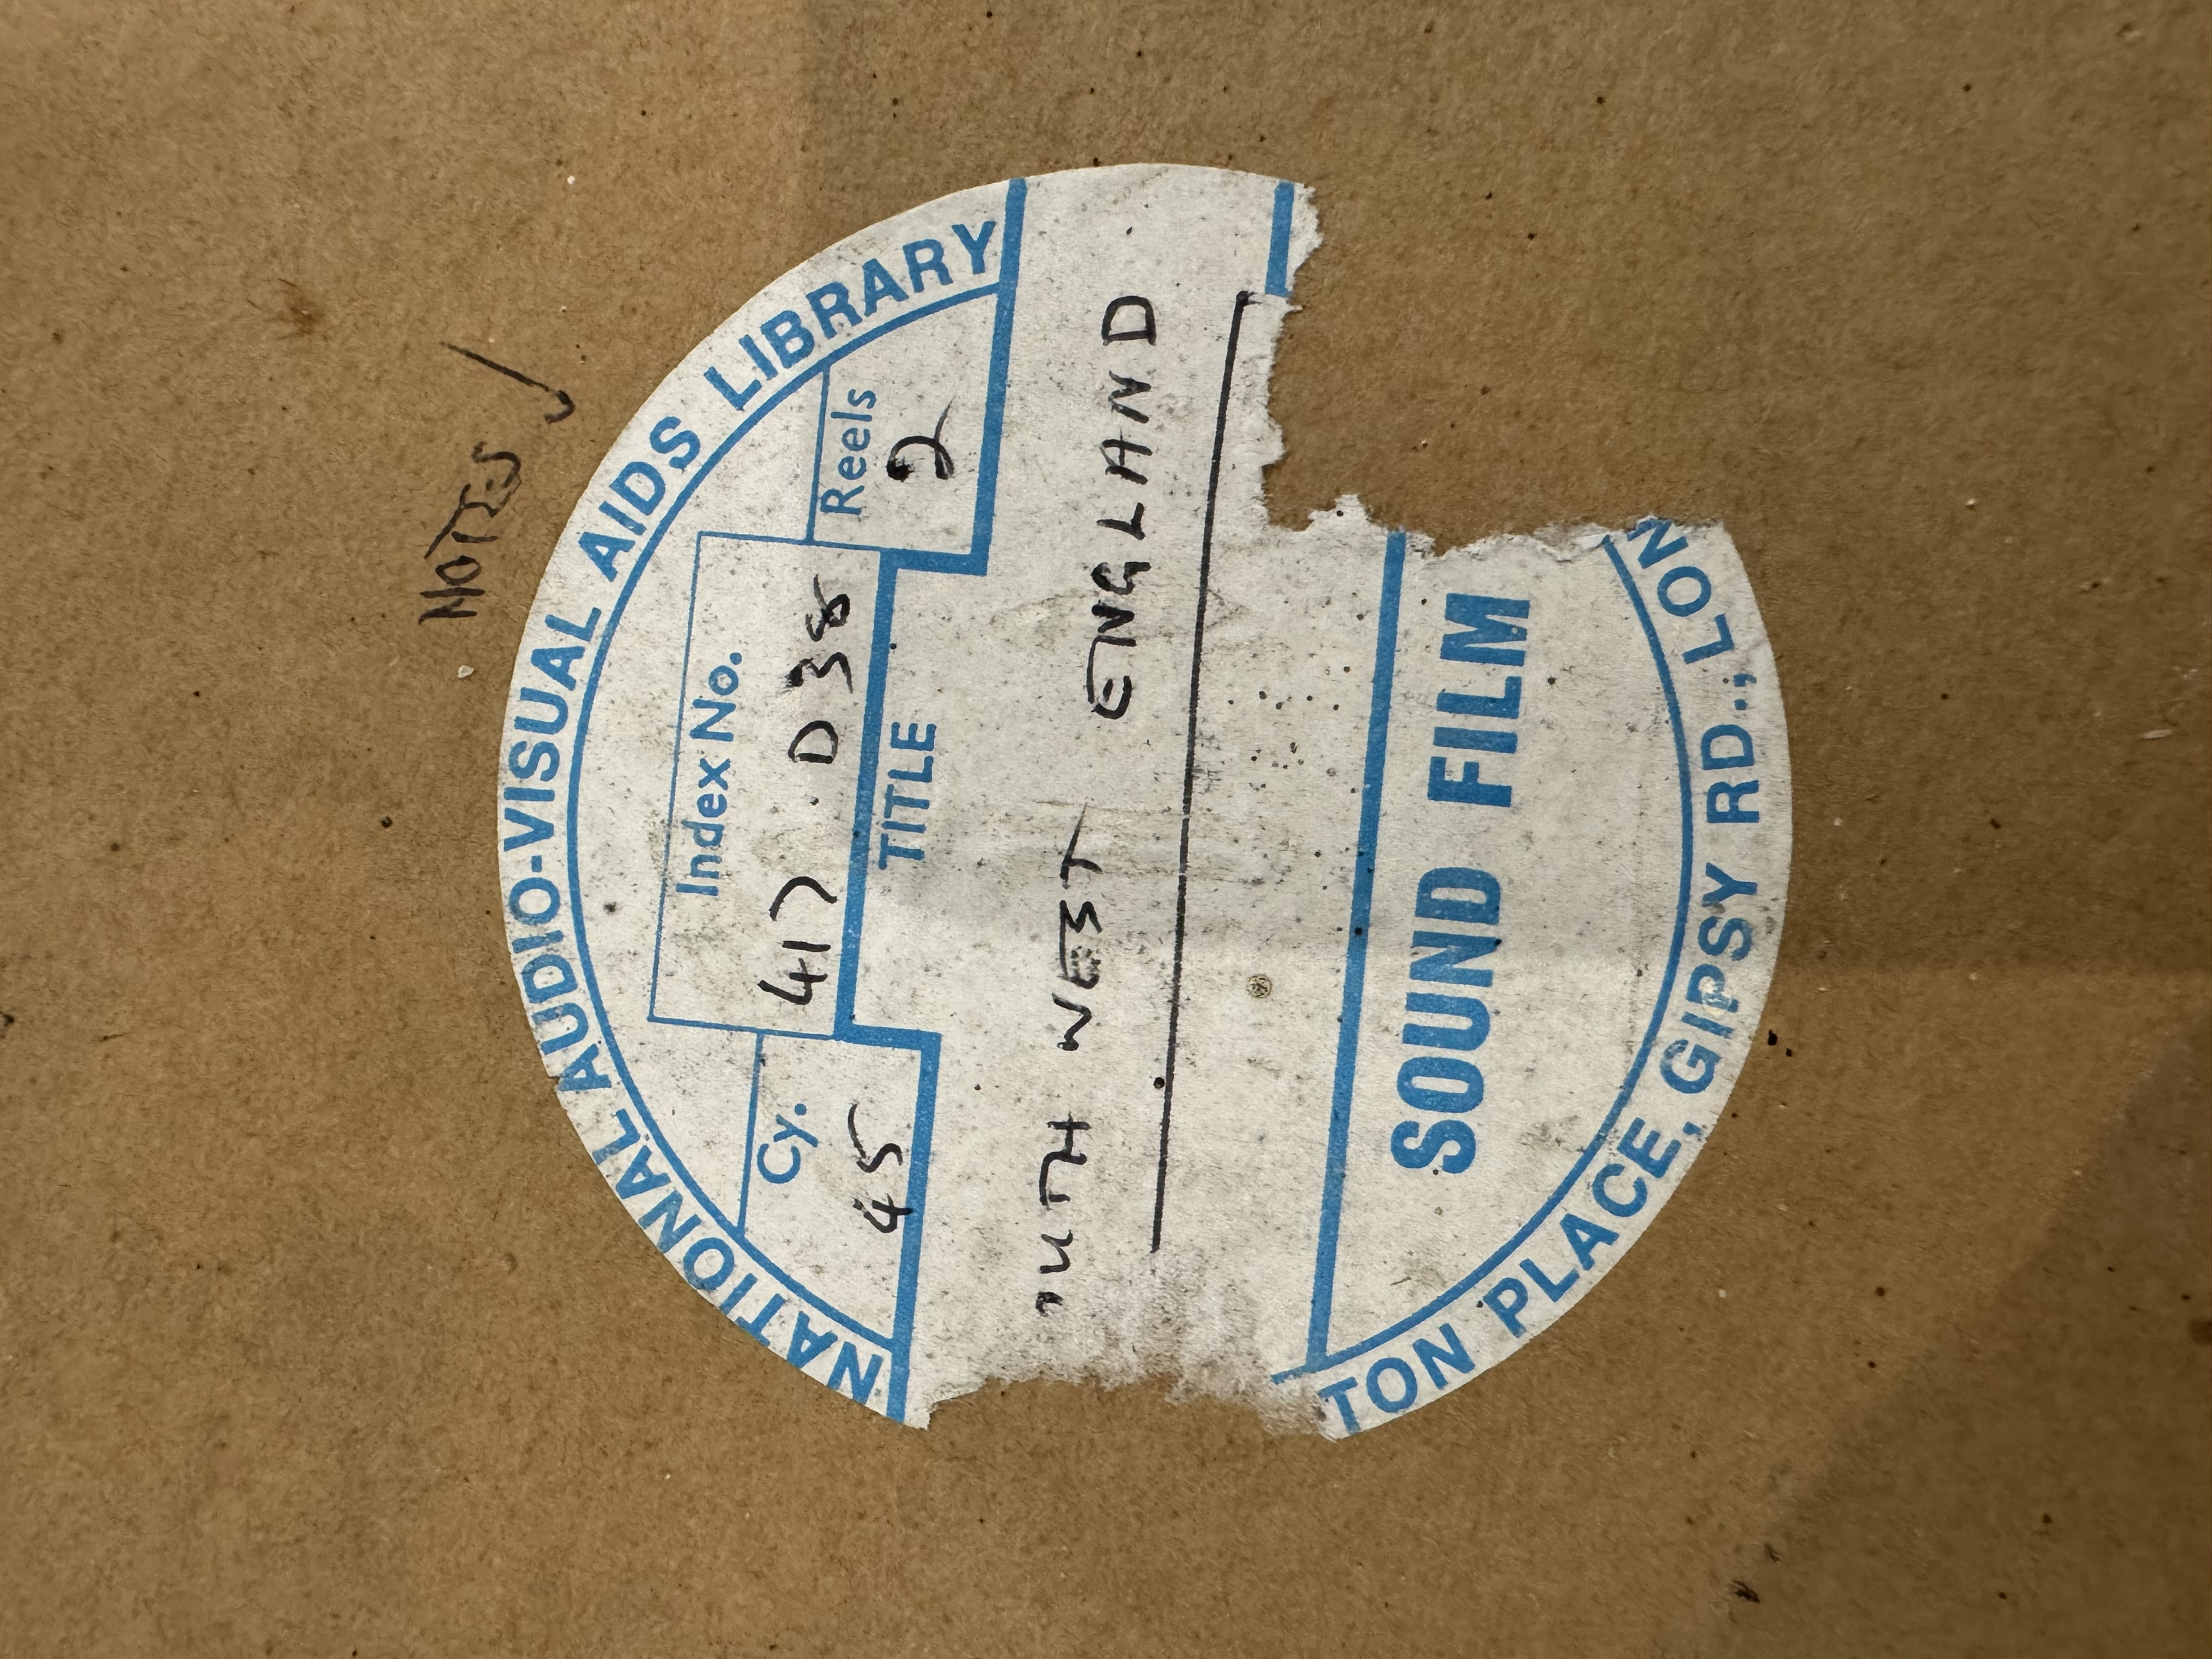 NOTES ✓
NATIONAL AUDIO-VISUAL AIDS LIBRARY
Index No.
417 . D38
Cy.
45
Reels
2
TITLE
UTH WEST ENGLAND
SOUND FILM
TON PLACE, GIPSY RD., LON